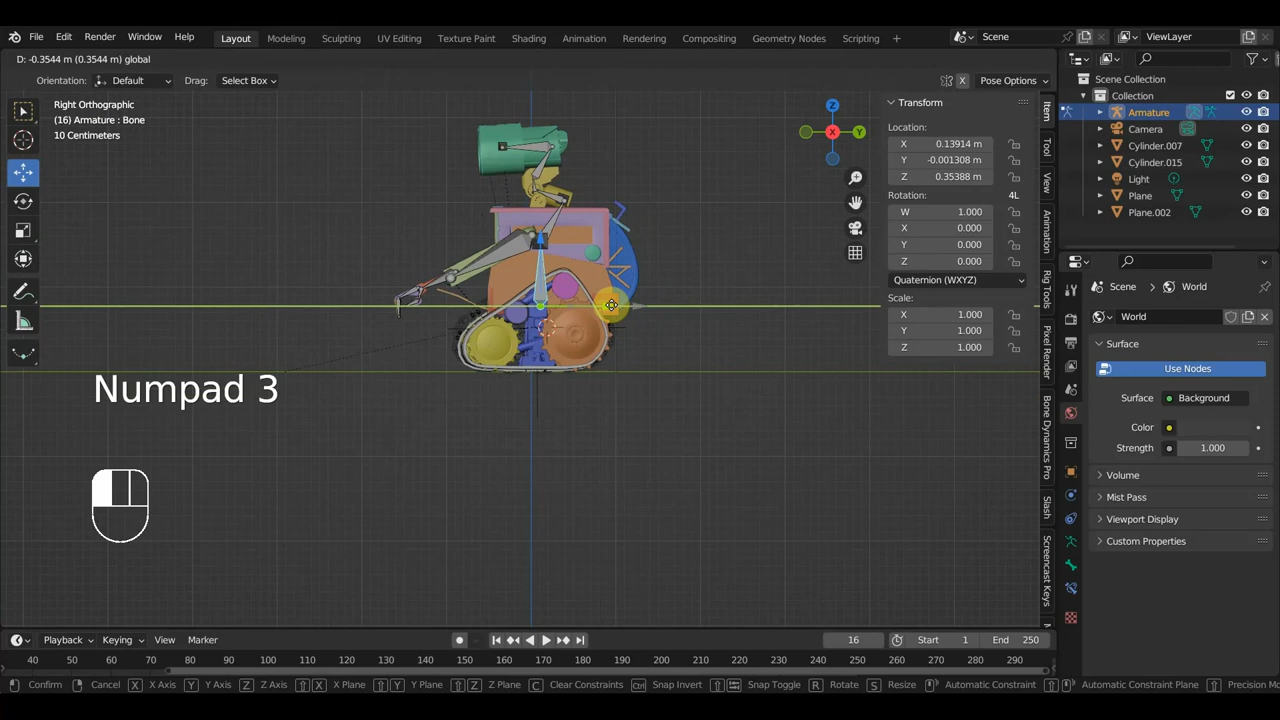 File Edit Render Window Help Layout Modeling Sculpting UV Editing Texture Paint Shading Animation Rendering Compositing Geometry Nodes Scripting + Scene ViewLayer
D: -0.3544 m (0.3544 m) global
Orientation: Default Drag: Select Box X Pose Options
Right Orthographic
(16) Armature : Bone
10 Centimeters
Z
X
Y
Transform
Location:
X 0.13914 m
Y -0.001308 m
Z 0.35388 m
Rotation: 4L
W 1.000
X 0.000
Y 0.000
Z 0.000
Quaternion (WXYZ)
Scale:
X 1.000
Y 1.000
Z 1.000
Item
Tool
View
Animation
Rig Tools
Pixel Render
Bone Dynamics Pro
Slash
Screencast Keys
Scene Collection
Collection
Armature
Camera
Cylinder.007
Cylinder.015
Light
Plane
Plane.002
Scene World
World
Surface
Use Nodes
Surface Background
Color
Strength 1.000
Volume
Mist Pass
Viewport Display
Custom Properties
Numpad 3
Playback Keying View Marker 16 Start 1 End 250
40 50 60 70 80 90 100 110 120 130 140 150 160 170 180 190 200 210 220 230 240 250 260 270 280 290
Confirm Cancel X X Axis Y Y Axis Z Z Axis X X Plane Y Y Plane Z Z Plane C Clear Constraints Ctrl Snap Invert Snap Toggle R Rotate S Resize Automatic Constraint Automatic Constraint Plane Precision Mo